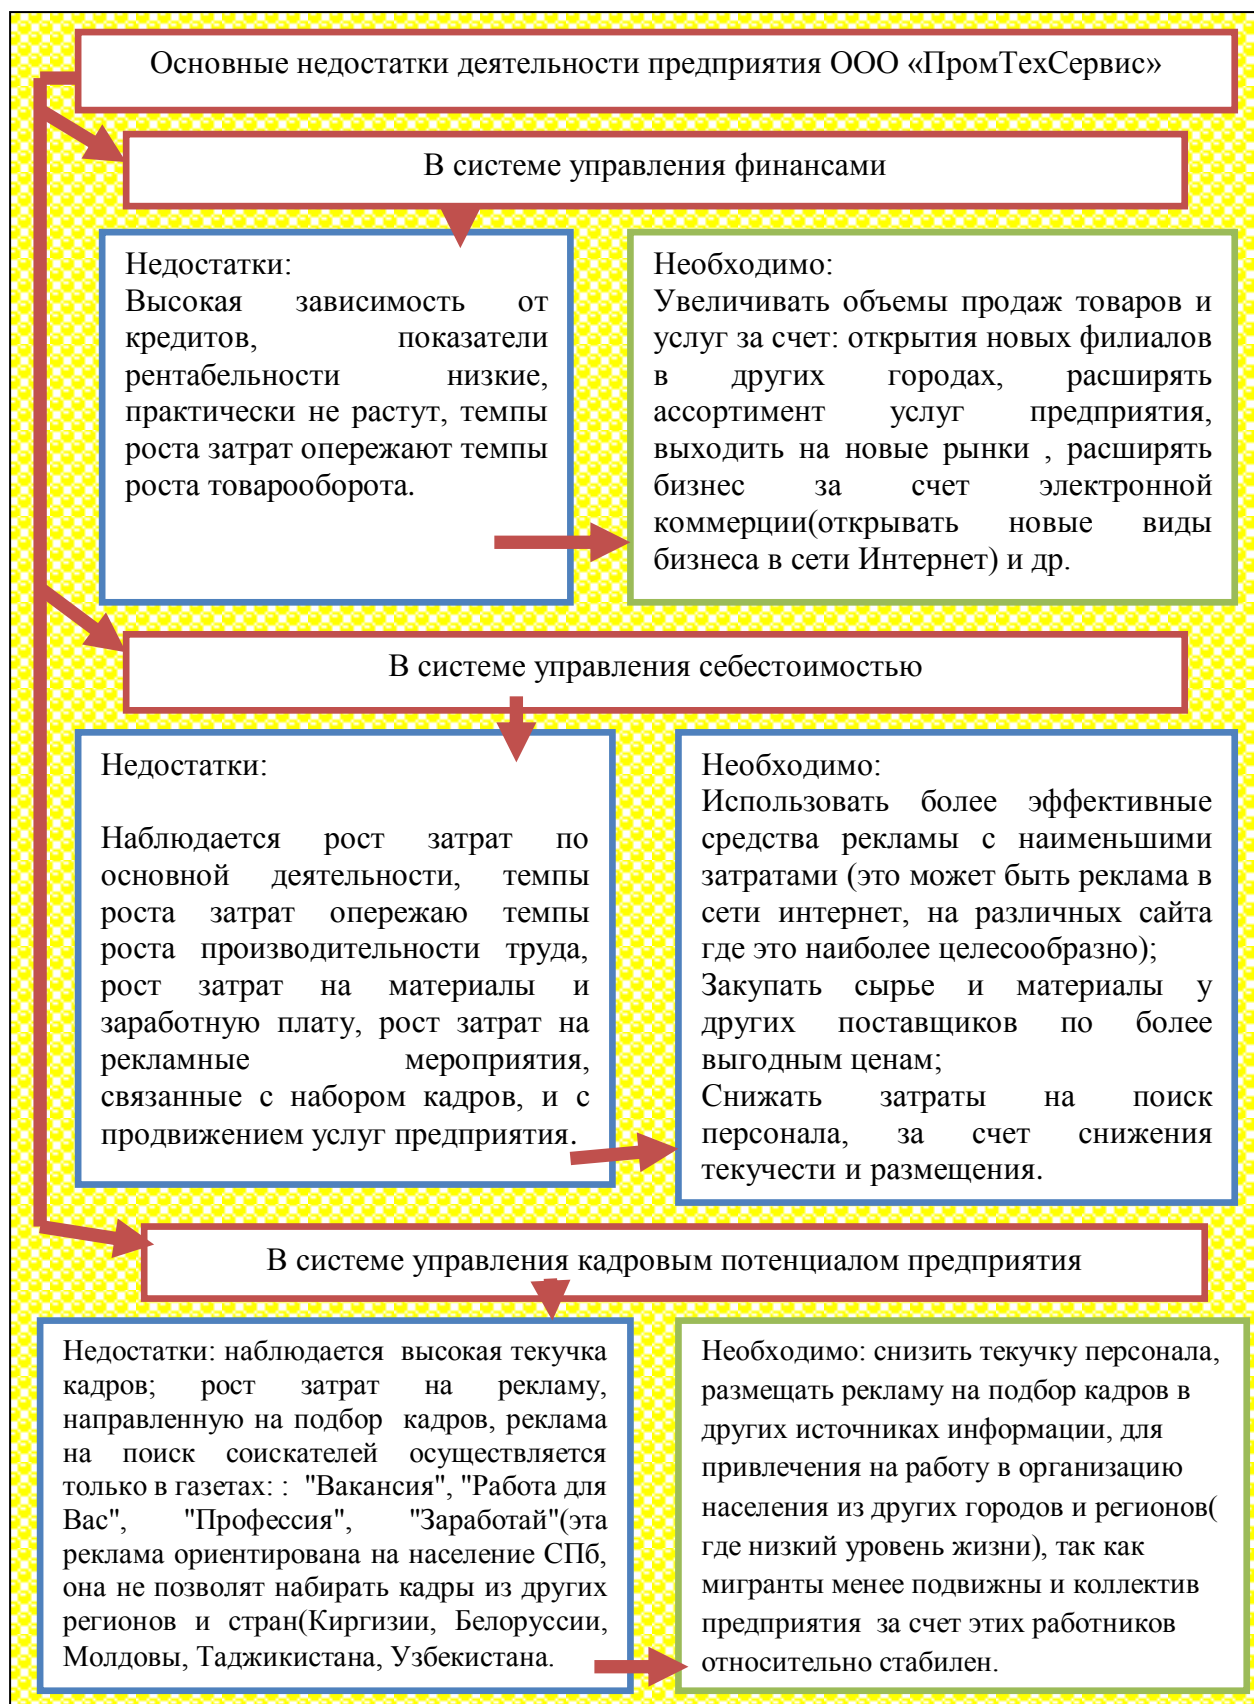 Основные недостатки деятельности предприятия ООО «ПромТехСервис»
В системе управления финансами
Недостатки:
Высокая зависимость от
кредитов, показатели
рентабельности низкие,
практически не растут, темпы
роста затрат опережают темпы
роста товарооборота.
Необходимо:
Увеличивать объемы продаж товаров и
услуг за счет: открытия новых филиалов
в других городах, расширять
ассортимент услуг предприятия,
выходить на новые рынки , расширять
бизнес за счет электронной
коммерции(открывать новые виды
бизнеса в сети Интернет) и др.
В системе управления себестоимостью
Недостатки:
Наблюдается рост затрат по
основной деятельности, темпы
роста затрат опережаю темпы
роста производительности труда,
рост затрат на материалы и
заработную плату, рост затрат на
рекламные мероприятия,
связанные с набором кадров, и с
продвижением услуг предприятия.
Необходимо:
Использовать более эффективные
средства рекламы с наименьшими
затратами (это может быть реклама в
сети интернет, на различных сайта
где это наиболее целесообразно);
Закупать сырье и материалы у
других поставщиков по более
выгодным ценам;
Снижать затраты на поиск
персонала, за счет снижения
текучести и размещения.
В системе управления кадровым потенциалом предприятия
Недостатки: наблюдается высокая текучка
кадров; рост затрат на рекламу,
направленную на подбор кадров, реклама
на поиск соискателей осуществляется
только в газетах: : "Вакансия", "Работа для
Вас", "Профессия", "Заработай"(эта
реклама ориентирована на население СПб,
она не позволят набирать кадры из других
регионов и стран(Киргизии, Белоруссии,
Молдовы, Таджикистана, Узбекистана.
Необходимо: снизить текучку персонала,
размещать рекламу на подбор кадров в
других источниках информации, для
привлечения на работу в организацию
населения из других городов и регионов(
где низкий уровень жизни), так как
мигранты менее подвижны и коллектив
предприятия за счет этих работников
относительно стабилен.